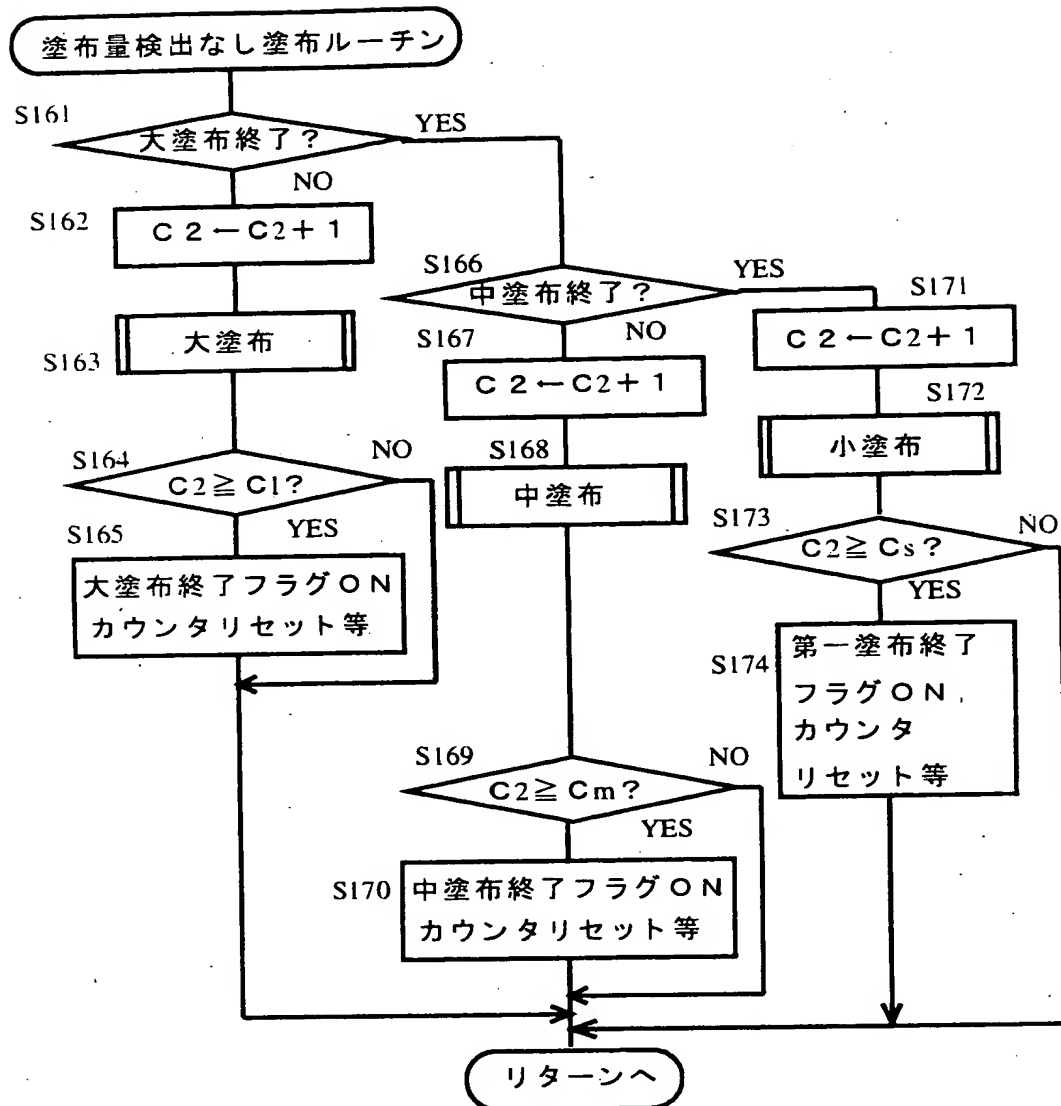 塗布量検出なし塗布ルーチン
S161
大塗布終了?
YES
NO
S162
C2←C2+1
S163
大塗布
S164
C2≧Cl?
NO
YES
S165
大塗布終了フラグON
カウンタリセット等
S166
中塗布終了?
YES
NO
S167
C2←C2+1
S168
中塗布
S169
C2≧Cm?
NO
YES
S170
中塗布終了フラグON
カウンタリセット等
S171
C2←C2+1
S172
小塗布
S173
C2≧Cs?
NO
YES
S174
第一塗布終了
フラグON,
カウンタ
リセット等
リターンへ